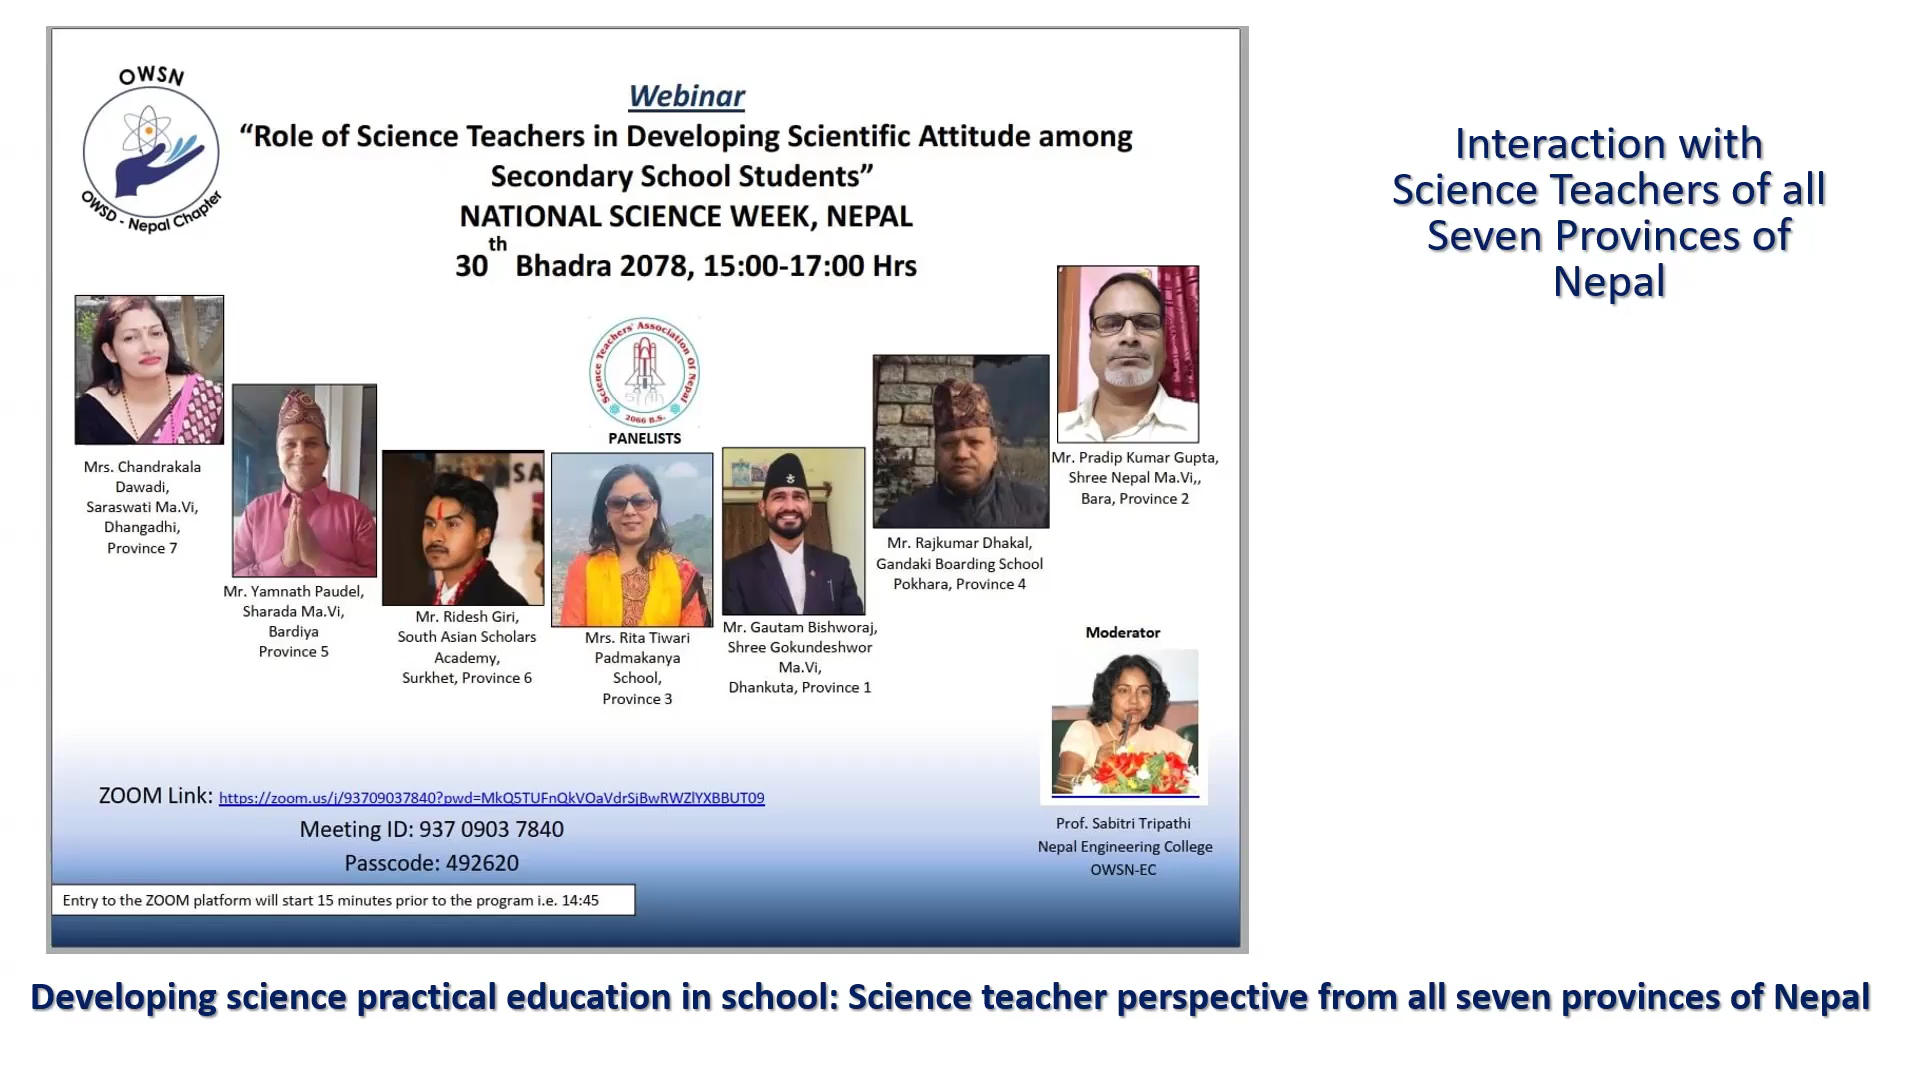 OWSN
OWSD - Nepal Chapter
Webinar
“Role of Science Teachers in Developing Scientific Attitude among
Secondary School Students”
NATIONAL SCIENCE WEEK, NEPAL
30th Bhadra 2078, 15:00-17:00 Hrs
Interaction with
Science Teachers of all
Seven Provinces of
Nepal
Science Teachers' Association Of Nepal
2066 B.S.
PANELISTS
Mrs. Chandrakala
Dawadi,
Saraswati Ma.Vi,
Dhangadhi,
Province 7
Mr. Yamnath Paudel,
Sharada Ma.Vi,
Bardiya
Province 5
SA
Mr. Ridesh Giri,
South Asian Scholars
Academy,
Surkhet, Province 6
Mrs. Rita Tiwari
Padmakanya
School,
Province 3
Mr. Gautam Bishworaj,
Shree Gokundeshwor
Ma.Vi,
Dhankuta, Province 1
Mr. Rajkumar Dhakal,
Gandaki Boarding School
Pokhara, Province 4
Mr. Pradip Kumar Gupta,
Shree Nepal Ma.Vi,,
Bara, Province 2
Moderator
Prof. Sabitri Tripathi
Nepal Engineering College
OWSN-EC
ZOOM Link: https://zoom.us/j/93709037840?pwd=MkQ5TUFnQkVOaVdrSjBwRWZlYXBBUT09
Meeting ID: 937 0903 7840
Passcode: 492620
Entry to the ZOOM platform will start 15 minutes prior to the program i.e. 14:45
Developing science practical education in school: Science teacher perspective from all seven provinces of Nepal